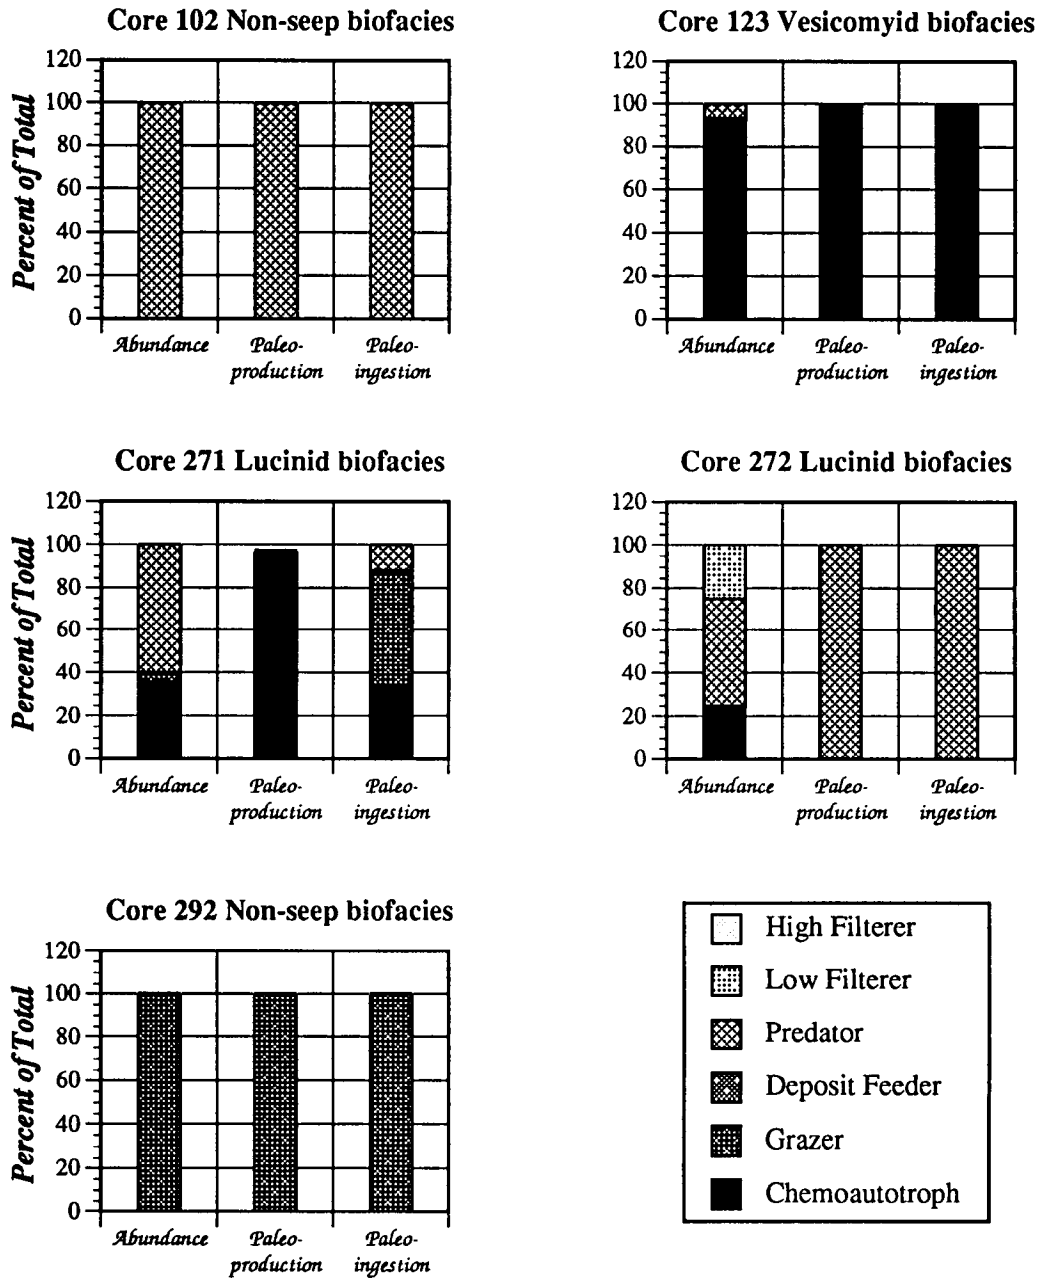 Core 102 Non-seep biofacies
Percent of Total
120
100
80
60
40
20
0
Abundance
Paleo-
production
Paleo-
ingestion
Core 123 Vesicomyid biofacies
120
100
80
60
40
20
0
Abundance
Paleo-
production
Paleo-
ingestion
Core 271 Lucinid biofacies
Percent of Total
120
100
80
60
40
20
0
Abundance
Paleo-
production
Paleo-
ingestion
Core 272 Lucinid biofacies
120
100
80
60
40
20
0
Abundance
Paleo-
production
Paleo-
ingestion
Core 292 Non-seep biofacies
Percent of Total
120
100
80
60
40
20
0
Abundance
Paleo-
production
Paleo-
ingestion
High Filterer
Low Filterer
Predator
Deposit Feeder
Grazer
Chemoautotroph